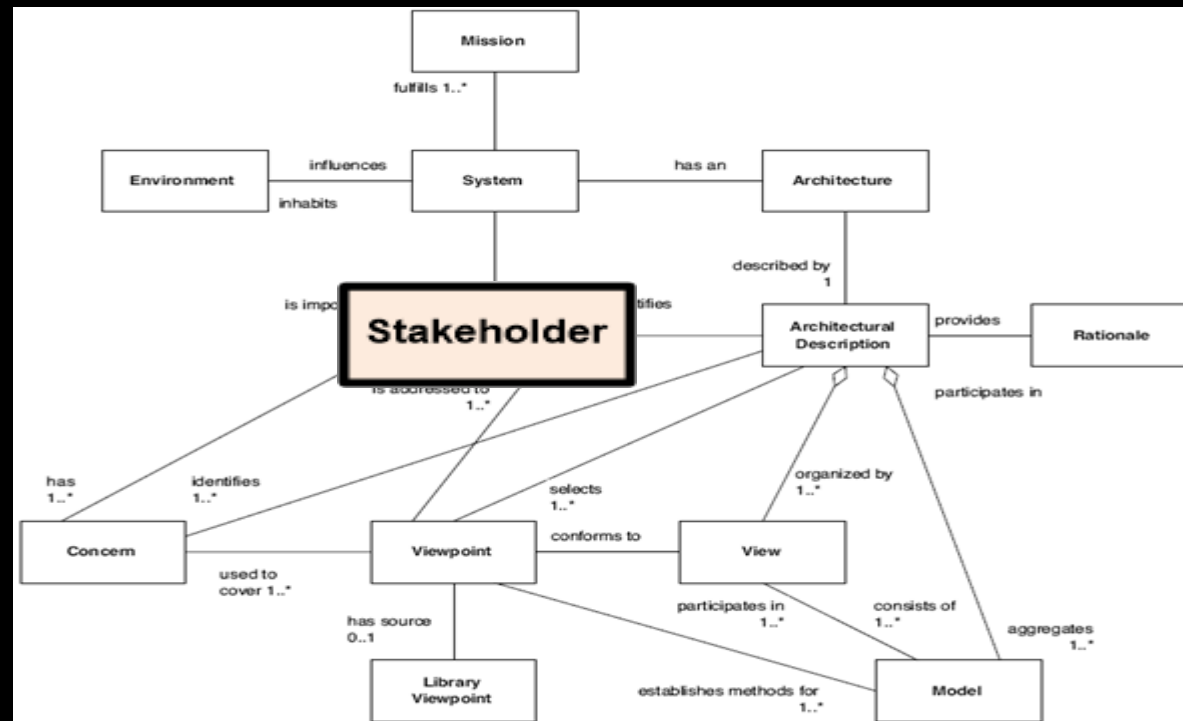 Mission
fulfills 1..*
influences
has an
Environment
System
Architecture
inhabits
described by
1
is
Stakeholder
Architectural
Description
provides
Rationale
is addressed to
1..*
participates in
has
1..*
identifies
1..*
selects
1..*
organized by
1..*
Concern
Viewpoint
conforms to
View
used to
cover 1..*
has source
0..1
participates in
1..*
consists of
1..*
aggregates
1..*
Library
Viewpoint
establishes methods for
1..*
Model